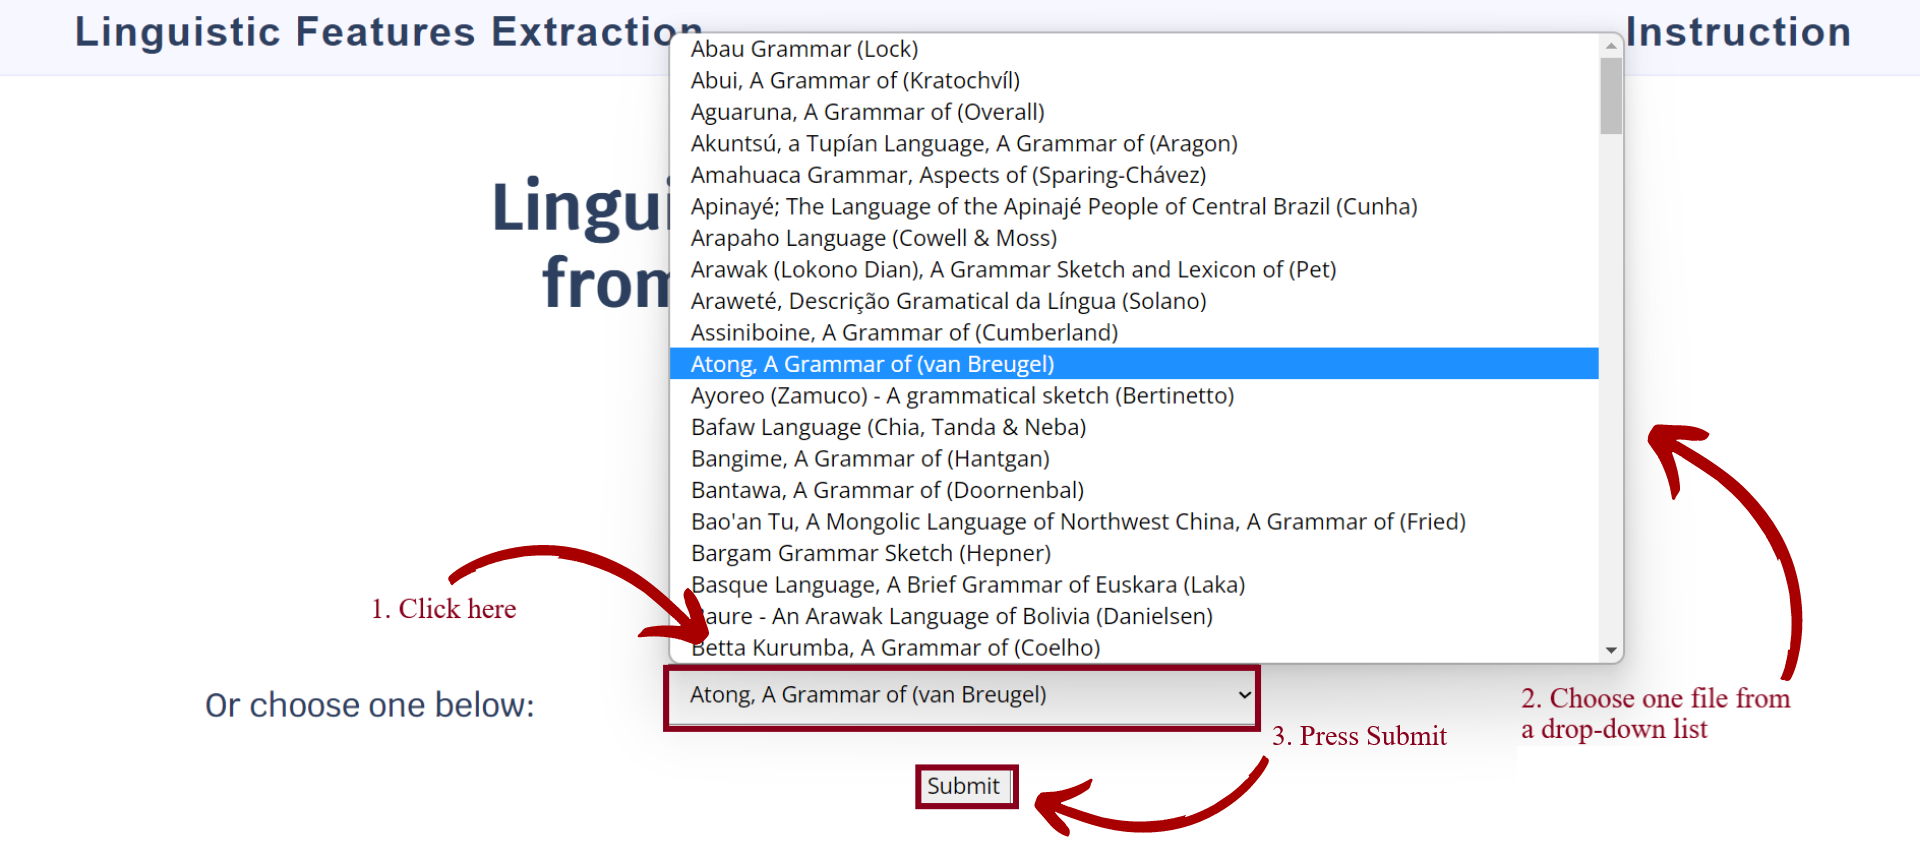 Linguistic Features Extraction
Instruction
Lingui
from
Abau Grammar (Lock)
Abui, A Grammar of (Kratochvíl)
Aguaruna, A Grammar of (Overall)
Akuntsú, a Tupían Language, A Grammar of (Aragon)
Amahuaca Grammar, Aspects of (Sparing-Chávez)
Apinayé; The Language of the Apinajé People of Central Brazil (Cunha)
Arapaho Language (Cowell & Moss)
Arawak (Lokono Dian), A Grammar Sketch and Lexicon of (Pet)
Araweté, Descrição Gramatical da Língua (Solano)
Assiniboine, A Grammar of (Cumberland)
Atong, A Grammar of (van Breugel)
Ayoreo (Zamuco) - A grammatical sketch (Bertinetto)
Bafaw Language (Chia, Tanda & Neba)
Bangime, A Grammar of (Hantgan)
Bantawa, A Grammar of (Doornenbal)
Bao'an Tu, A Mongolic Language of Northwest China, A Grammar of (Fried)
Bargam Grammar Sketch (Hepner)
Basque Language, A Brief Grammar of Euskara (Laka)
Baure - An Arawak Language of Bolivia (Danielsen)
Betta Kurumba, A Grammar of (Coelho)
1. Click here
Or choose one below:
Atong, A Grammar of (van Breugel)
2. Choose one file from
a drop-down list
3. Press Submit
Submit